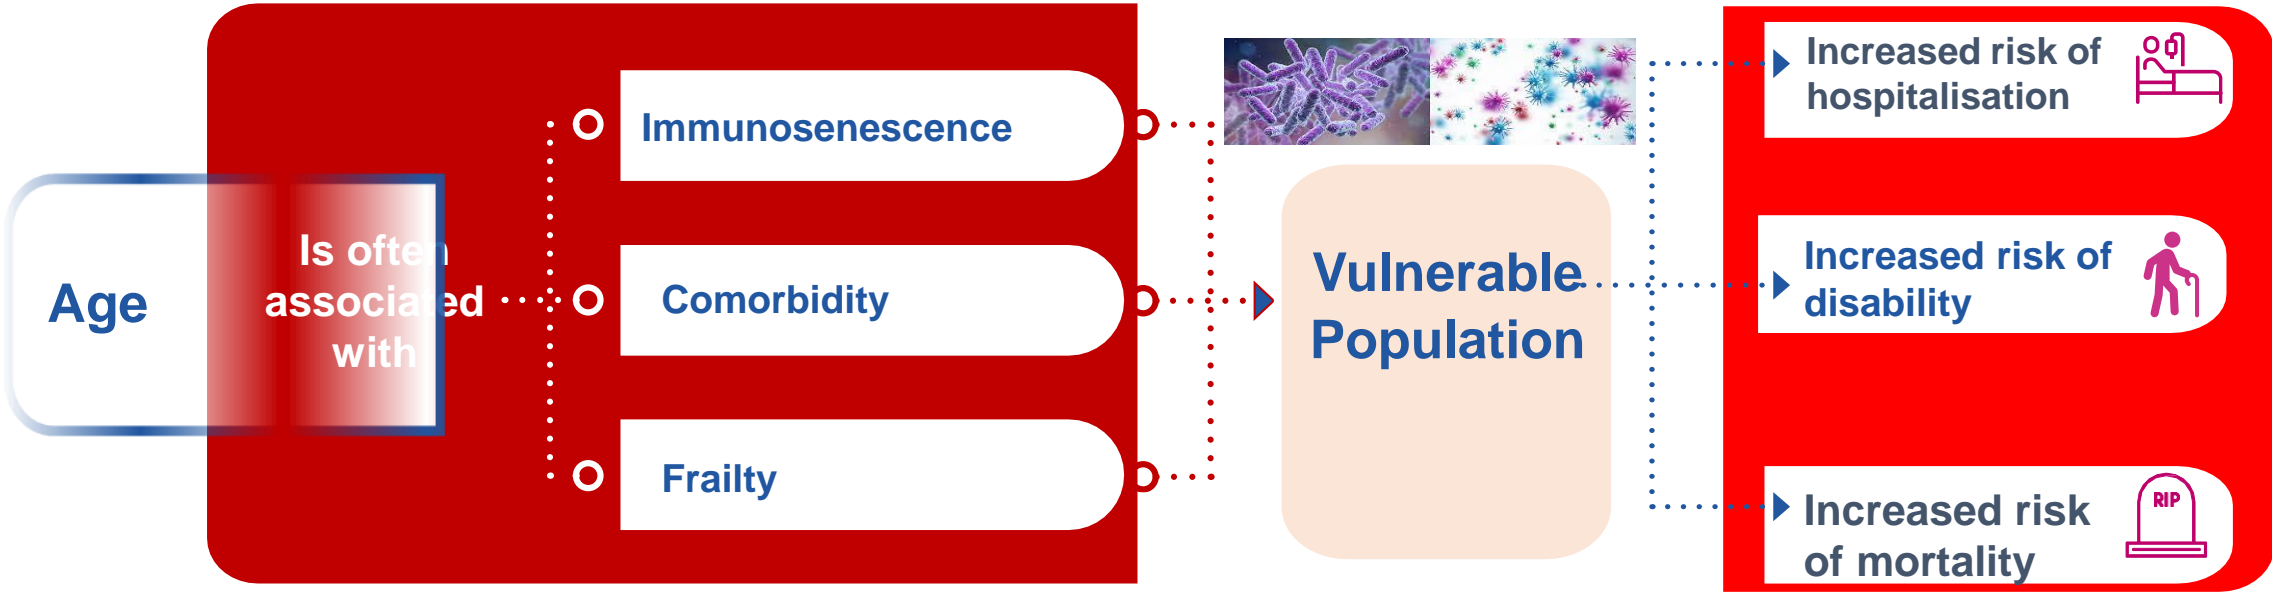 Age
Is often
associated
with
Immunosenescence
Comorbidity
Frailty
Vulnerable
Population
Increased risk of
hospitalisation
Increased risk of
disability
Increased risk
of mortality
RIP